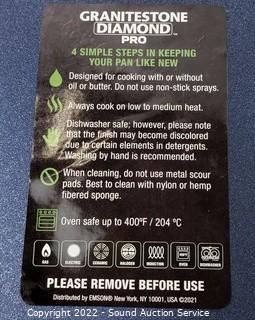 GRANITESTONE
DIAMOND™
PRO
4 SIMPLE STEPS IN KEEPING
YOUR PAN LIKE NEW
Designed for cooking with or without
oil or butter. Do not use non-stick sprays.
Always cook on low to medium heat.
Dishwasher safe; however, please note
that the finish may become discolored
due to certain elements in detergents.
Washing by hand is recommended.
When cleaning, do not use metal scour
pads. Best to clean with nylon or hemp
fibered sponge.
Oven safe up to 400°F/ 204 °C
GAS ELECTRIC CERAMIC HALOGEN INDUCTION OVEN DISHWASHER
PLEASE REMOVE BEFORE USE
Distributed by EMSON® New York, NY 10001, USA ©2021
Copyright 2022 - Sound Auction Service